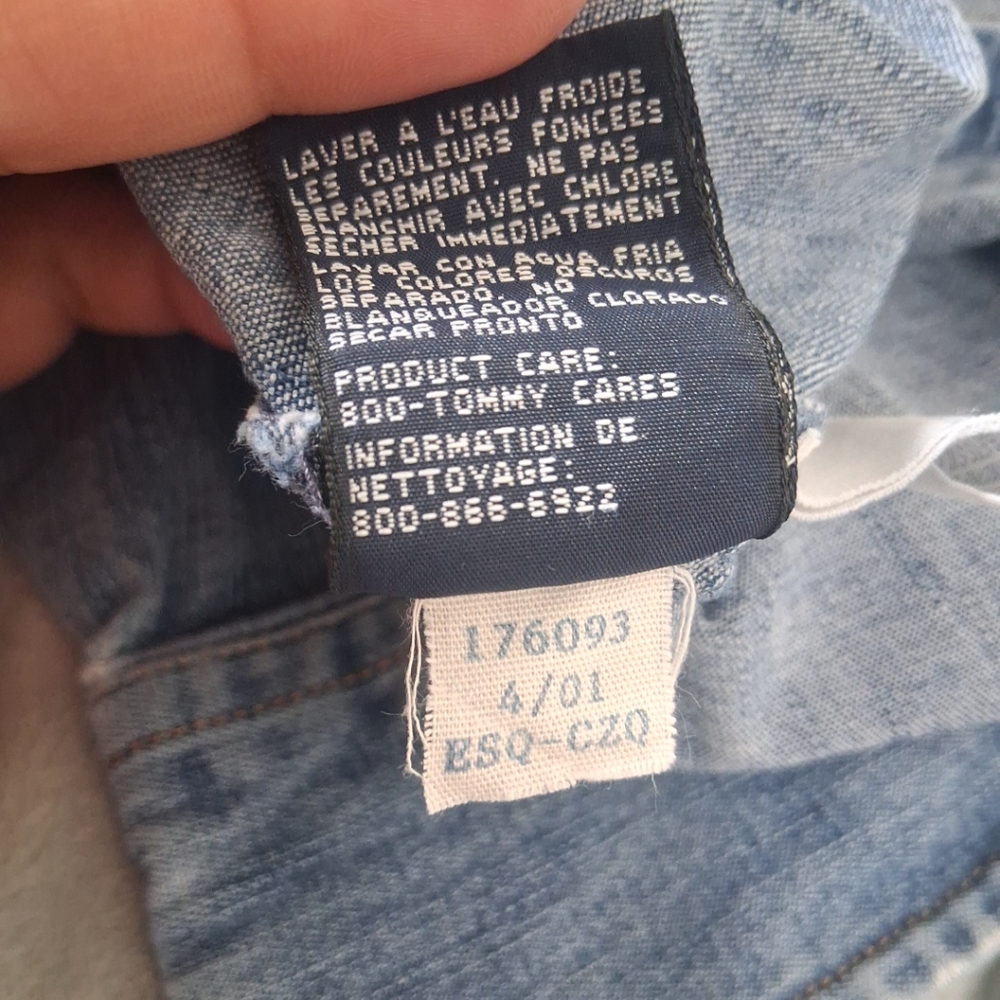 LAVER A L'EAU FROIDE
LES COULEURS FONCEES
SEPAREMENT. NE PAS
BLANCHIR AVEC CHLORE
SECHER IMMEDIATEMENT
LAVAR CON AGUA FRIA
LOS COLORES OSCUROS
SEPARADO. NO
BLANQUEADOR CLORADO
SECAR PRONTO
PRODUCT CARE:
800-TOMMY CARES
INFORMATION DE
NETTOYAGE:
800-866-6922
176093
4/01
ESQ-CZQ